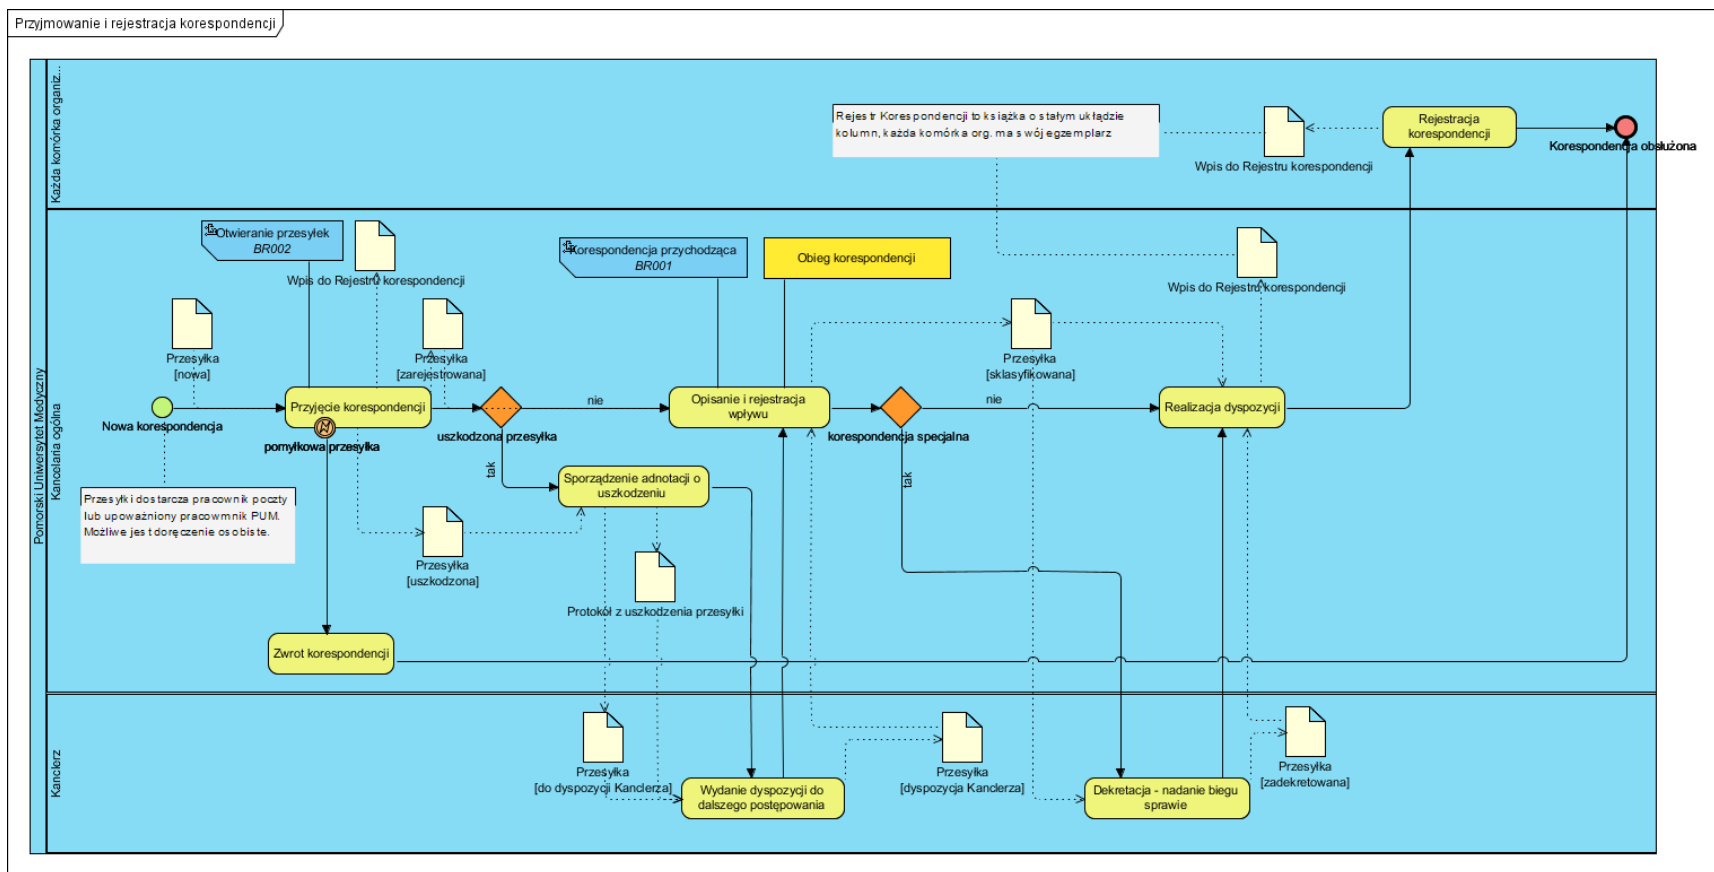 Przyjmowanie i rejestracja korespondencji
Pomorski Uniwersytet Medyczny
Każda komórka organiz...
Rejestr Korespondencji to książka o stałym układzie
kolumn, każda komórka org. ma swój egzemplarz
Wpis do Rejestru korespondencji
Rejestracja
korespondencji
Korespondencja obsłużona
Kancelaria ogólna
Otwieranie przesyłek
BR002
Wpis do Rejestru korespondencji
Korespondencja przychodząca
BR001
Obieg korespondencji
Wpis do Rejestru korespondencji
Przesyłka
[nowa]
Przesyłka
[zarejestrowana]
Przesyłka
[sklasyfikowana]
Nowa korespondencja
Przyjęcie korespondencji
pomyłkowa przesyłka
uszkodzona przesyłka
nie
tak
Opisanie i rejestracja
wpływu
korespondencja specjalna
nie
tak
Realizacja dyspozycji
Przesyłki dostarcza pracownik poczty
lub upoważniony pracowmnik PUM.
Możliwe jest doręczenie osobiste.
Sporządzenie adnotacji o
uszkodzeniu
Przesyłka
[uszkodzona]
Protokół z uszkodzenia przesyłki
Zwrot korespondencji
Kanclerz
Przesyłka
[do dyspozycji Kanclerza]
Wydanie dyspozycji do
dalszego postępowania
Przesyłka
[dyspozycja Kanclerza]
Dekretacja - nadanie biegu
sprawie
Przesyłka
[zadekretowana]